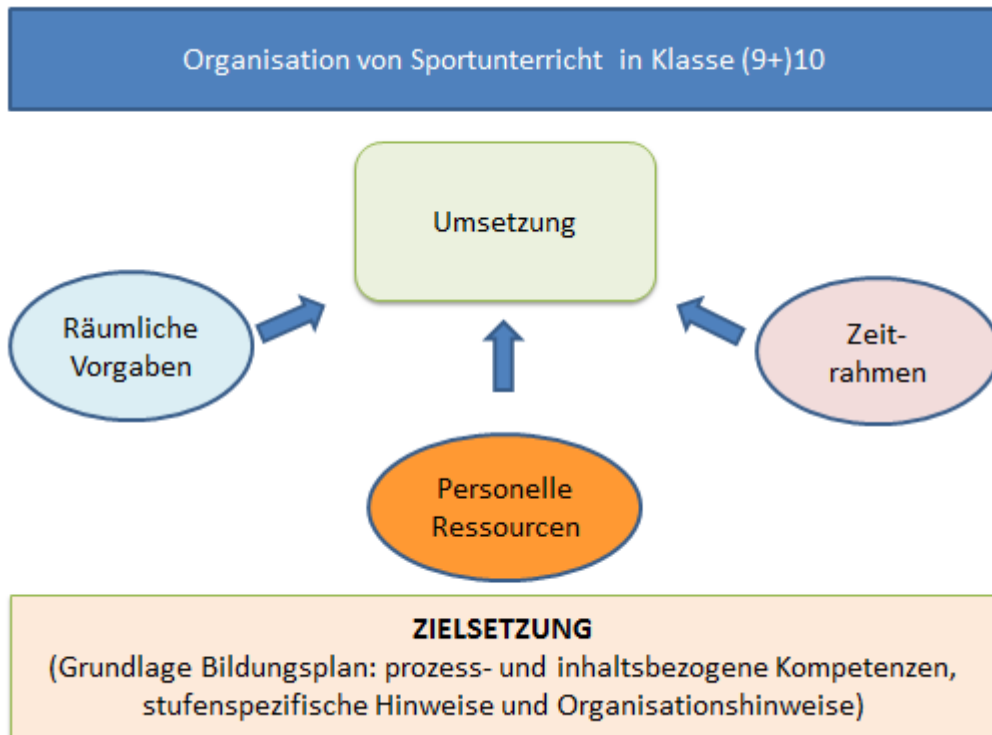 Organisation von Sportunterricht in Klasse (9+)10
Umsetzung
Räumliche
Vorgaben
Zeit-
rahmen
Personelle
Ressourcen
ZIELSETZUNG
(Grundlage Bildungsplan: prozess- und inhaltsbezogene Kompetenzen,
stufenspezifische Hinweise und Organisationshinweise)